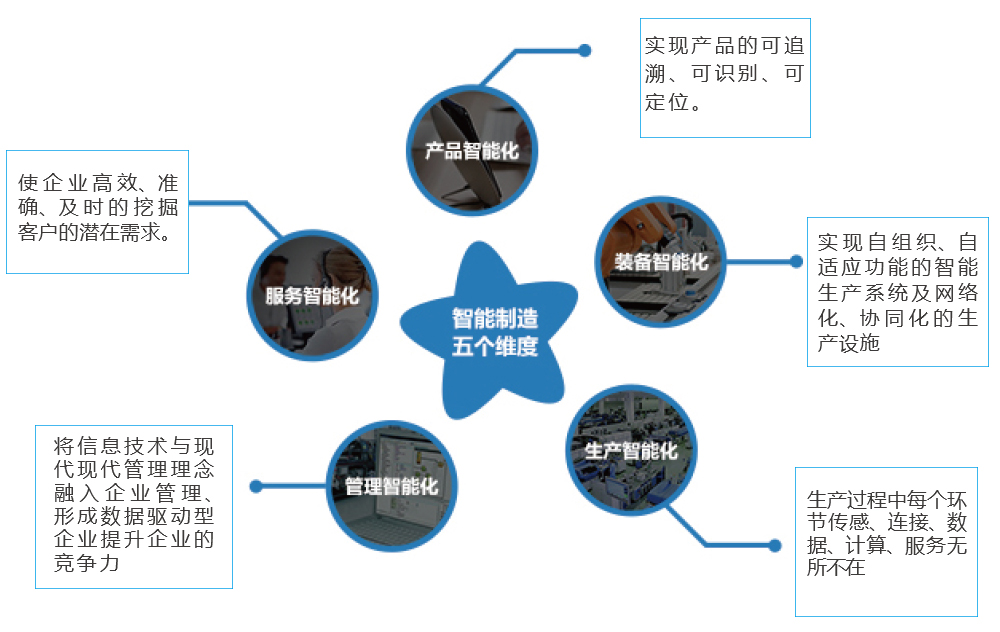 实现产品的可追
溯、可识别、可
定位。
产品智能化
使企业高效、准
确、及时的挖掘
客户的潜在需求。
服务智能化
装备智能化
实现自组织、自
适应功能的智能
生产系统及网络
化、协同化的生
产设施
智能制造
五个维度
将信息技术与现
代现代管理理念
融入企业管理、
形成数据驱动型
企业提升企业的
竞争力
管理智能化
生产智能化
生产过程中每个环
节传感、连接、数
据、计算、服务无
所不在